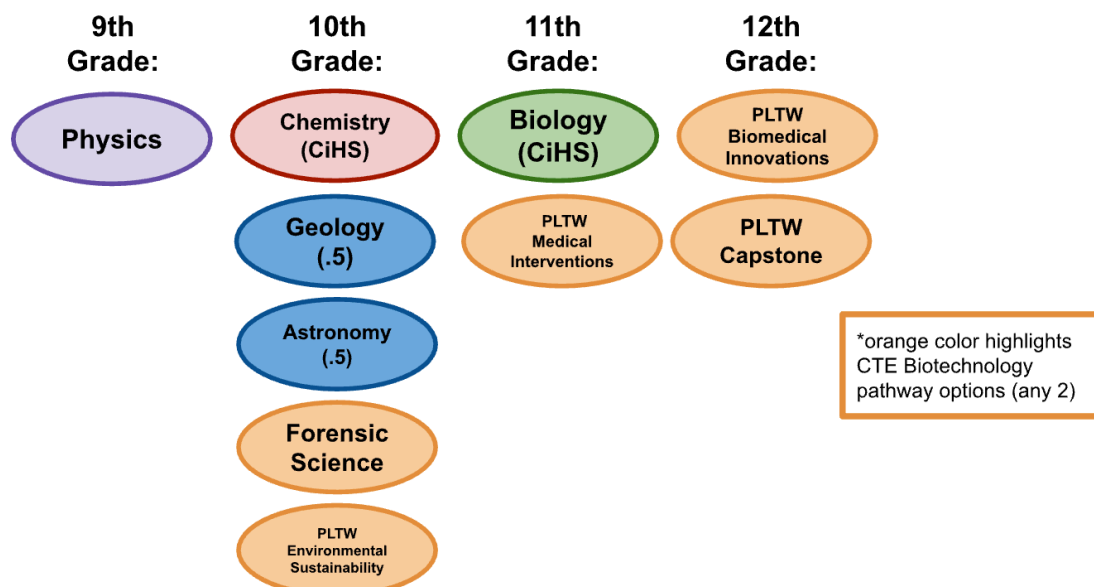 9th
Grade:
10th
Grade:
11th
Grade:
12th
Grade:
Physics
Chemistry
(CiHS)
Biology
(CiHS)
PLTW
Biomedical
Innovations
Geology
(.5)
PLTW
Medical
Interventions
PLTW
Capstone
Astronomy
(.5)
*orange color highlights
CTE Biotechnology
pathway options (any 2)
Forensic
Science
PLTW
Environmental
Sustainability